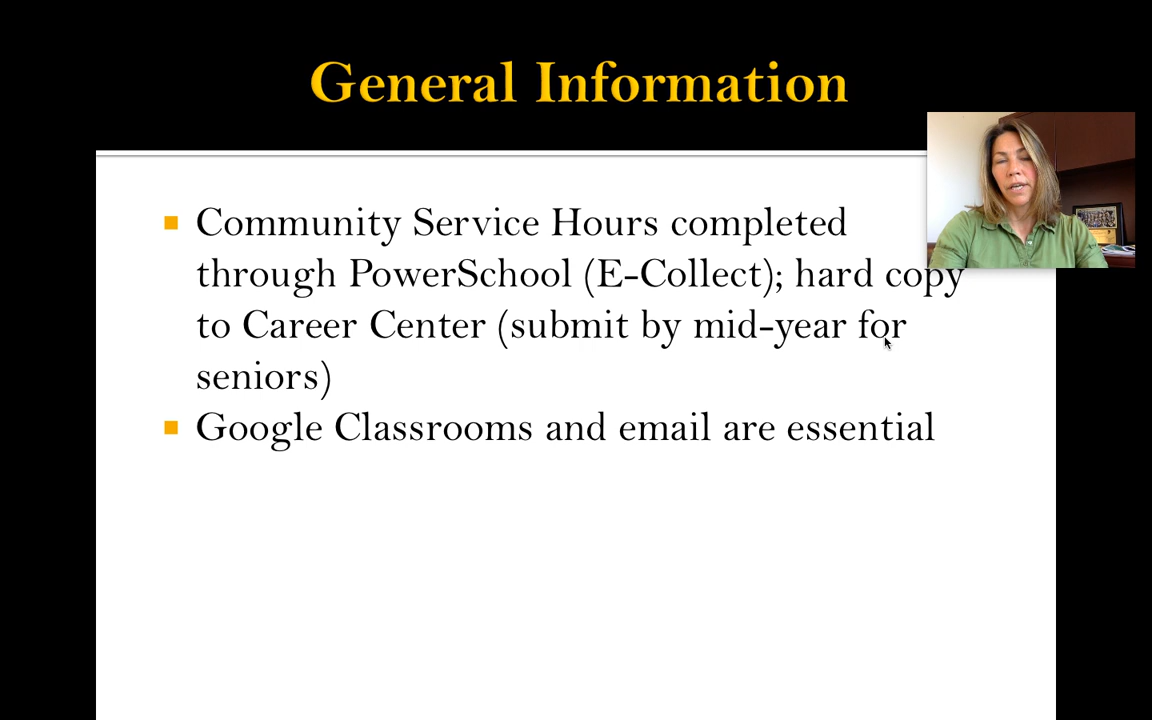 General Information
Community Service Hours completed
through PowerSchool (E-Collect); hard copy
to Career Center (submit by mid-year for
seniors)
Google Classrooms and email are essential